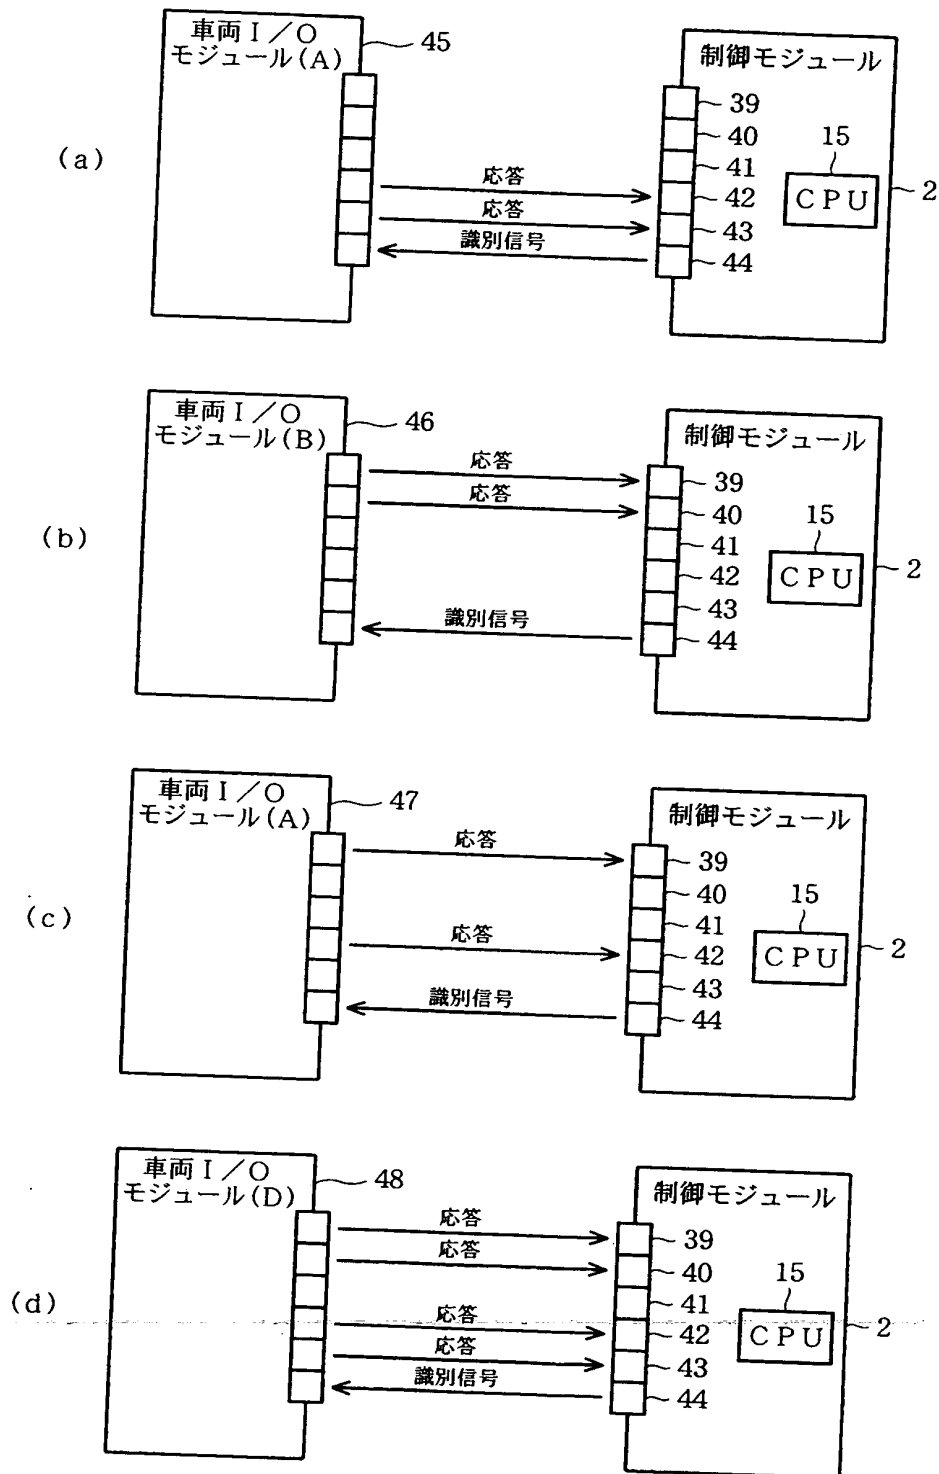 車両Ｉ／Ｏ
モジュール(A)
45
制御モジュール
39
40
41
42
43
44
15
ＣＰＵ
2
(a)
応答
応答
識別信号
車両Ｉ／Ｏ
モジュール(B)
46
制御モジュール
39
40
41
42
43
44
15
ＣＰＵ
2
(b)
応答
応答
識別信号
車両Ｉ／Ｏ
モジュール(A)
47
制御モジュール
39
40
41
42
43
44
15
ＣＰＵ
2
(c)
応答
応答
識別信号
車両Ｉ／Ｏ
モジュール(D)
48
制御モジュール
39
40
41
42
43
44
15
ＣＰＵ
2
(d)
応答
応答
応答
応答
識別信号